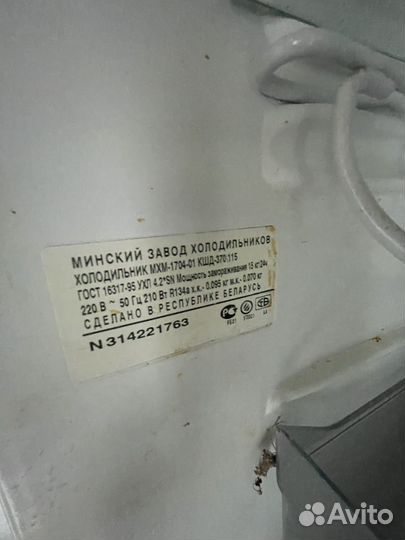 МИНСКИЙ ЗАВОД ХОЛОДИЛЬНИКОВ
ХОЛОДИЛЬНИК МХМ-1704-01 КШД-370\115
ГОСТ 16317-95 УХЛ 4.2*SN Мощность замораживания 15 кг\24ч
220 В ~ 50 Гц 210 Вт R134a х.к.- 0,095 кг м.к.- 0,070 кг
СДЕЛАНО В РЕСПУБЛИКЕ БЕЛАРУСЬ
N 314221763
Avito